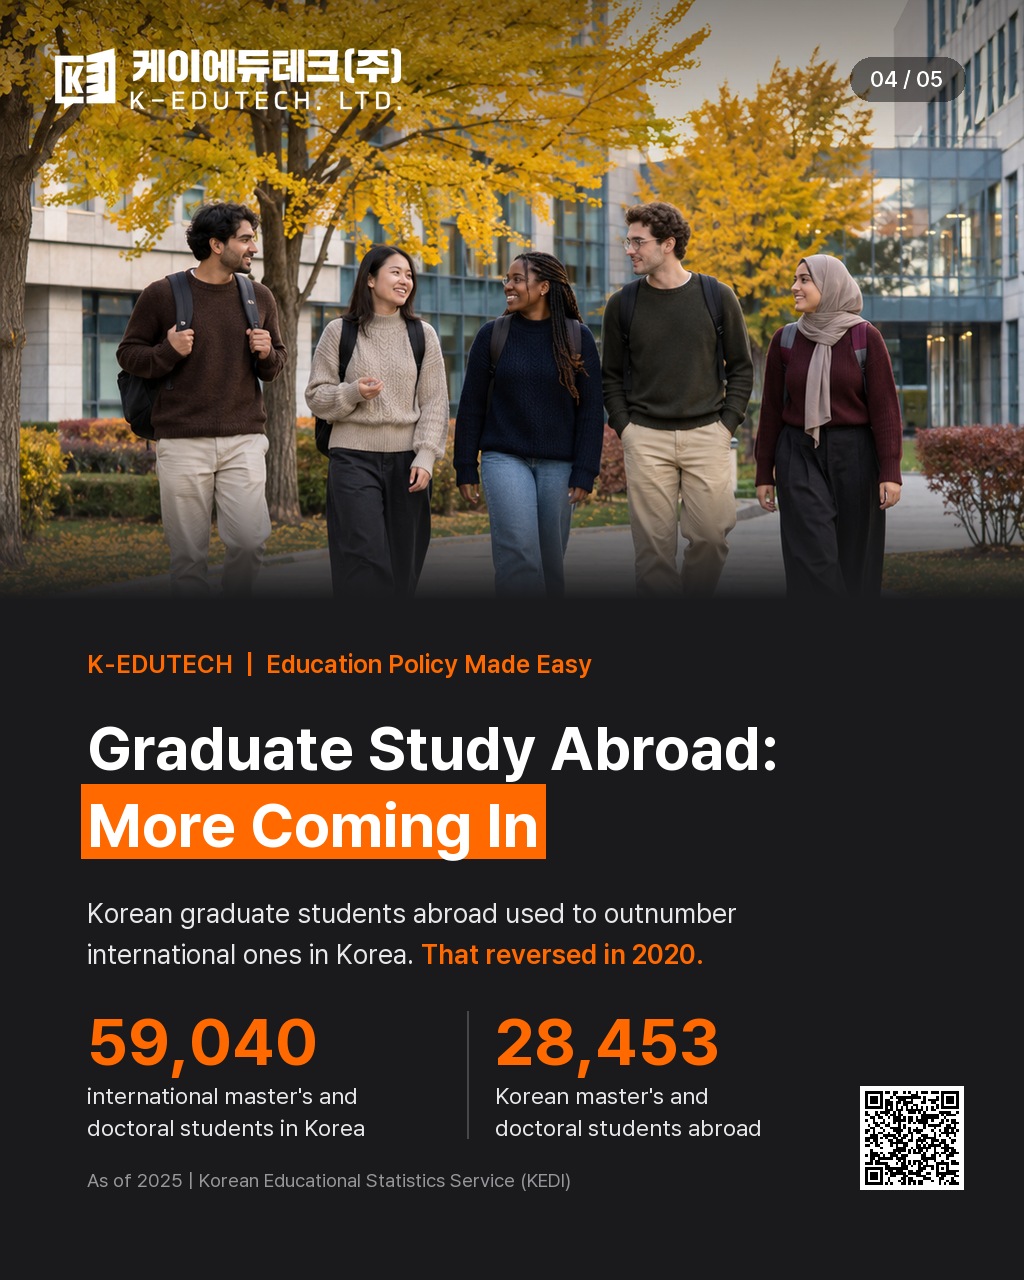 케이에듀테크(주)
K-EDUTECH. LTD.
04 / 05
K-EDUTECH | Education Policy Made Easy
Graduate Study Abroad:
More Coming In
Korean graduate students abroad used to outnumber
international ones in Korea. That reversed in 2020.
59,040
international master's and
doctoral students in Korea
28,453
Korean master's and
doctoral students abroad
As of 2025 | Korean Educational Statistics Service (KEDI)